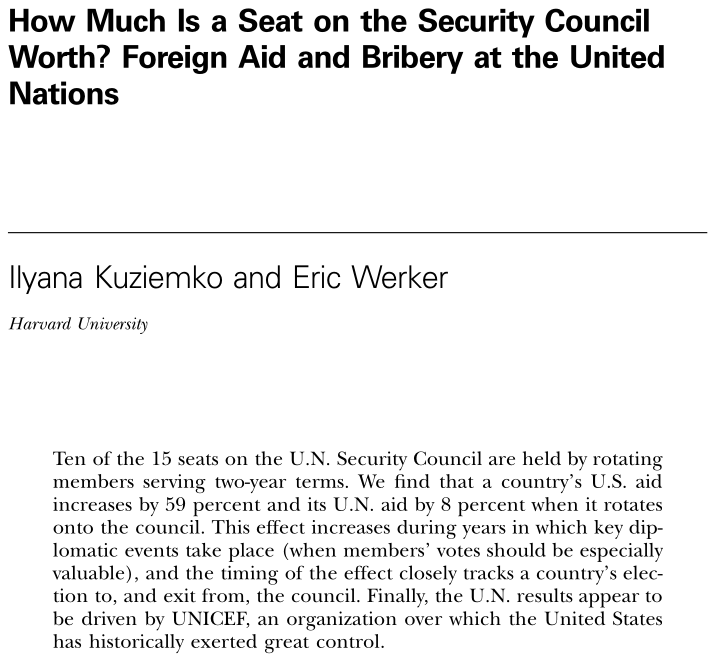 How Much Is a Seat on the Security Council
Worth? Foreign Aid and Bribery at the United
Nations
Ilyana Kuziemko and Eric Werker
Harvard University
Ten of the 15 seats on the U.N. Security Council are held by rotating
members serving two-year terms. We find that a country's U.S. aid
increases by 59 percent and its U.N. aid by 8 percent when it rotates
onto the council. This effect increases during years in which key dip-
lomatic events take place (when members' votes should be especially
valuable), and the timing of the effect closely tracks a country's elec-
tion to, and exit from, the council. Finally, the U.N. results appear to
be driven by UNICEF, an organization over which the United States
has historically exerted great control.